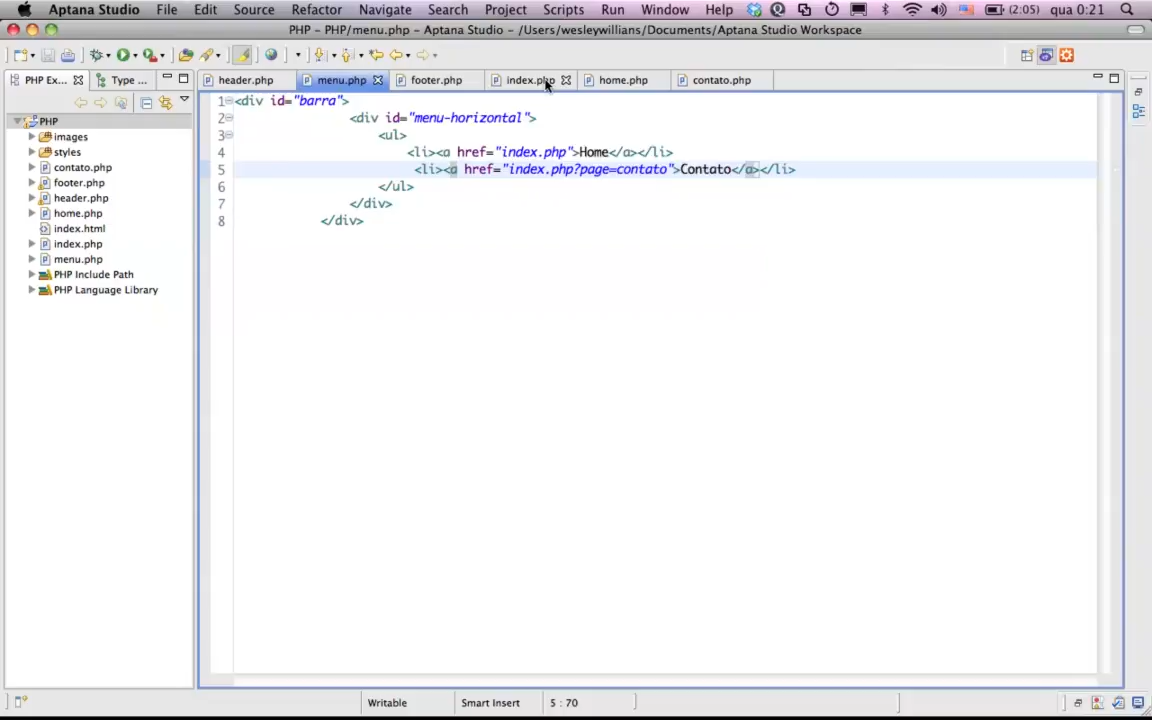 Aptana Studio File Edit Source Refactor Navigate Search Project Scripts Run Window Help (2:05) qua 0:21
PHP - PHP/menu.php - Aptana Studio - /Users/wesleywillians/Documents/Aptana Studio Workspace
PHP Ex... Type ... header.php menu.php footer.php index.php home.php contato.php
PHP
images
styles
contato.php
footer.php
header.php
home.php
index.html
index.php
menu.php
PHP Include Path
PHP Language Library
1 <div id="barra">
2 <div id="menu-horizontal">
3 <ul>
4 <li><a href="index.php">Home</a></li>
5 <li><a href="index.php?page=contato">Contato</a></li>
6 </ul>
7 </div>
8 </div>
Writable Smart Insert 5 : 70